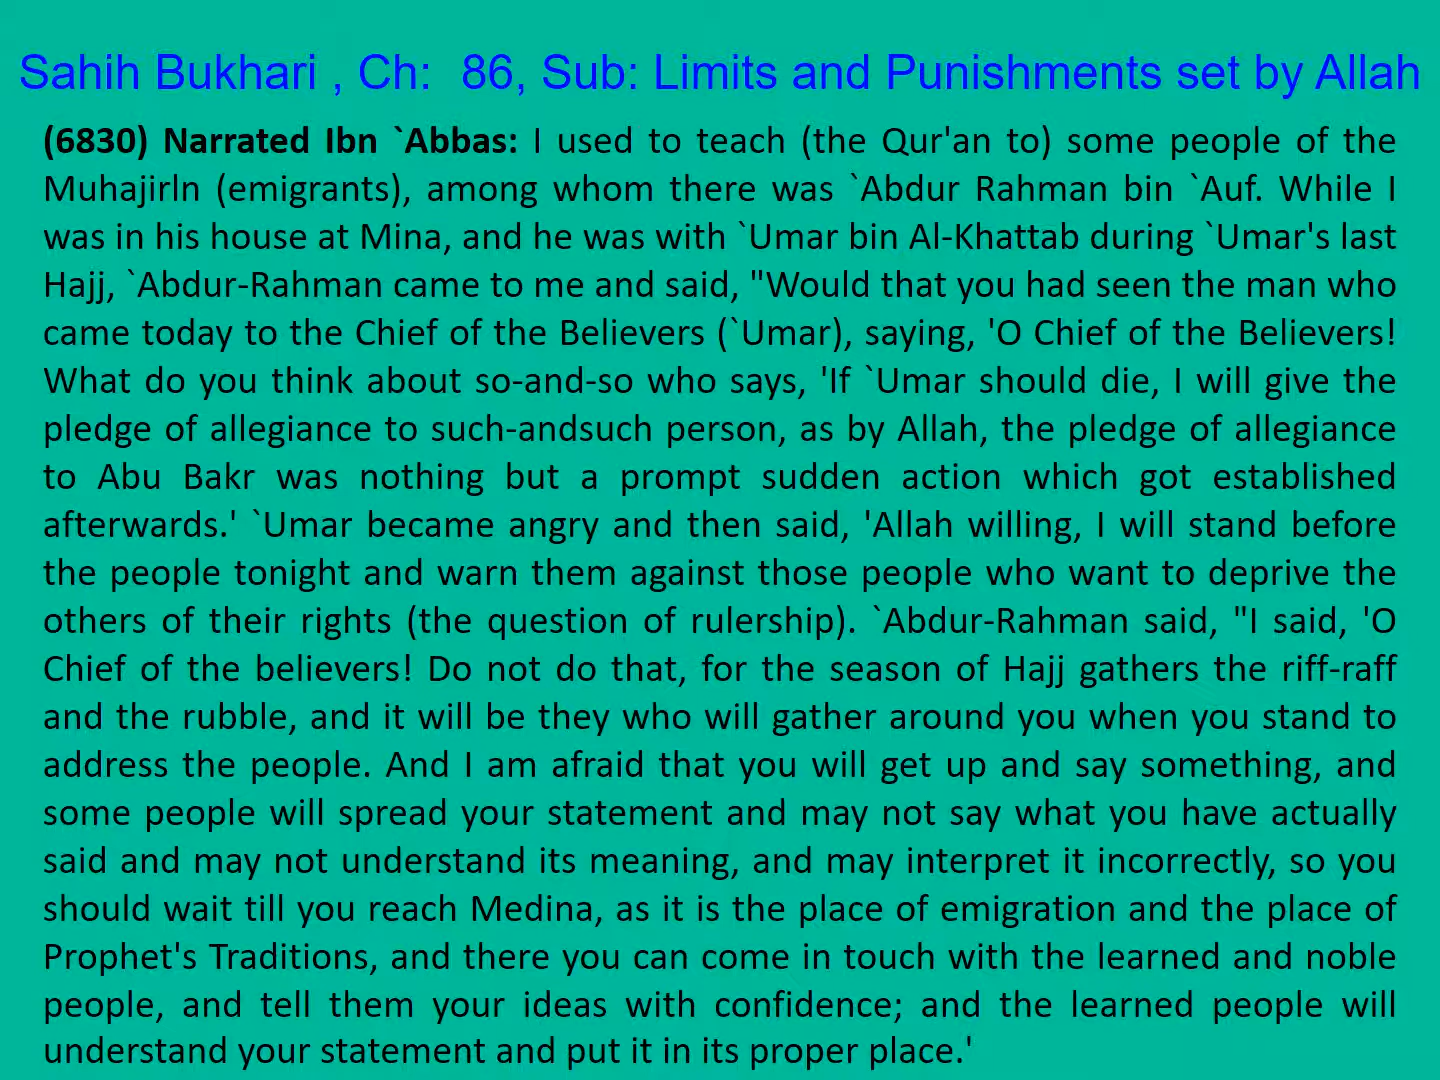 Sahih Bukhari , Ch:  86, Sub: Limits and Punishments set by Allah
(6830) Narrated Ibn `Abbas: I used to teach (the Qur'an to) some people of the
Muhajirln (emigrants), among whom there was `Abdur Rahman bin `Auf. While I
was in his house at Mina, and he was with `Umar bin Al-Khattab during `Umar's last
Hajj, `Abdur-Rahman came to me and said, "Would that you had seen the man who
came today to the Chief of the Believers (`Umar), saying, 'O Chief of the Believers!
What do you think about so-and-so who says, 'If `Umar should die, I will give the
pledge of allegiance to such-andsuch person, as by Allah, the pledge of allegiance
to Abu Bakr was nothing but a prompt sudden action which got established
afterwards.' `Umar became angry and then said, 'Allah willing, I will stand before
the people tonight and warn them against those people who want to deprive the
others of their rights (the question of rulership). `Abdur-Rahman said, "I said, 'O
Chief of the believers! Do not do that, for the season of Hajj gathers the riff-raff
and the rubble, and it will be they who will gather around you when you stand to
address the people. And I am afraid that you will get up and say something, and
some people will spread your statement and may not say what you have actually
said and may not understand its meaning, and may interpret it incorrectly, so you
should wait till you reach Medina, as it is the place of emigration and the place of
Prophet's Traditions, and there you can come in touch with the learned and noble
people, and tell them your ideas with confidence; and the learned people will
understand your statement and put it in its proper place.'